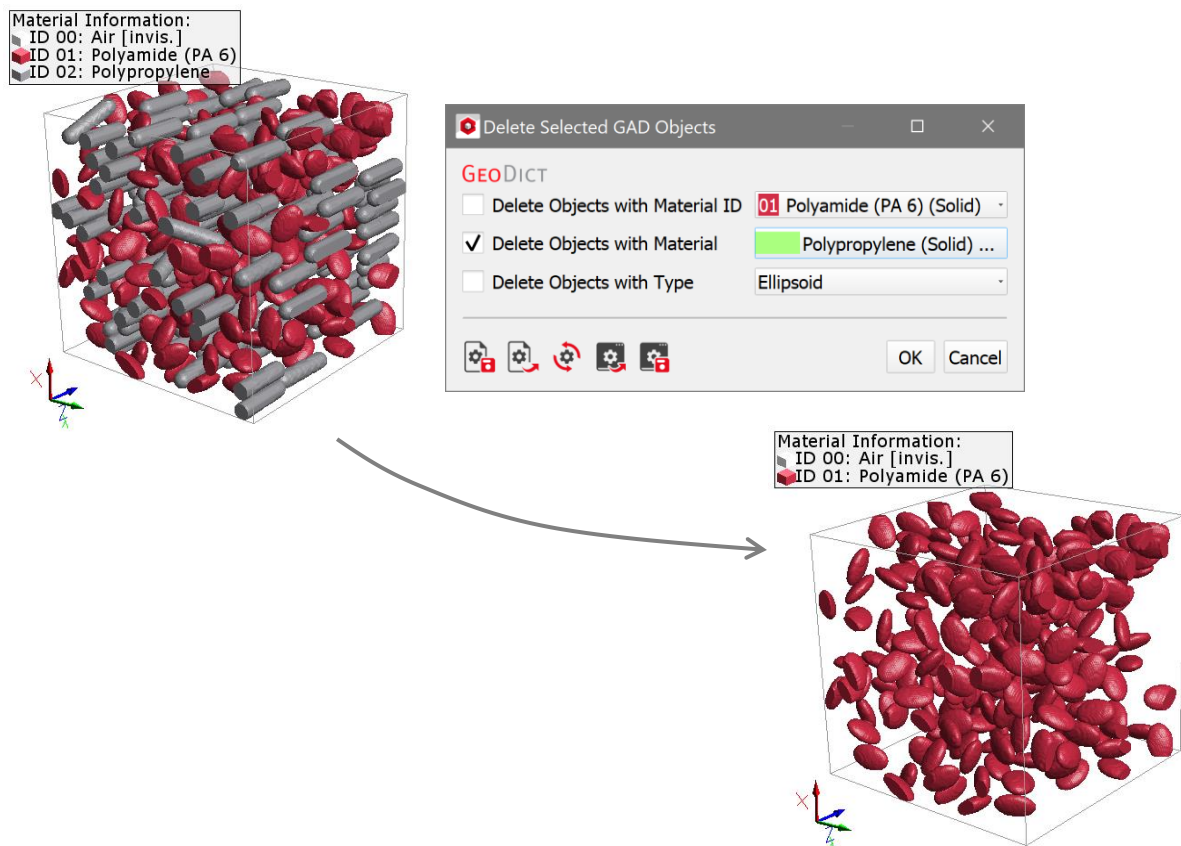 Material Information:
ID 00: Air [invis.]
ID 01: Polyamide (PA 6)
ID 02: Polypropylene
X
Delete Selected GAD Objects
GEODICT
Delete Objects with Material ID
01 Polyamide (PA 6) (Solid)
Delete Objects with Material
Polypropylene (Solid) ...
Delete Objects with Type
Ellipsoid
OK
Cancel
Material Information:
ID 00: Air [invis.]
ID 01: Polyamide (PA 6)
X